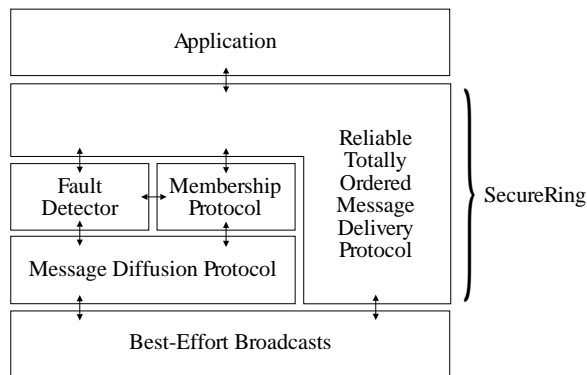 Application
Reliable
Totally
Ordered
Message
Delivery
Protocol
SecureRing
Fault
Detector
Membership
Protocol
Message Diffusion Protocol
Best-Effort Broadcasts